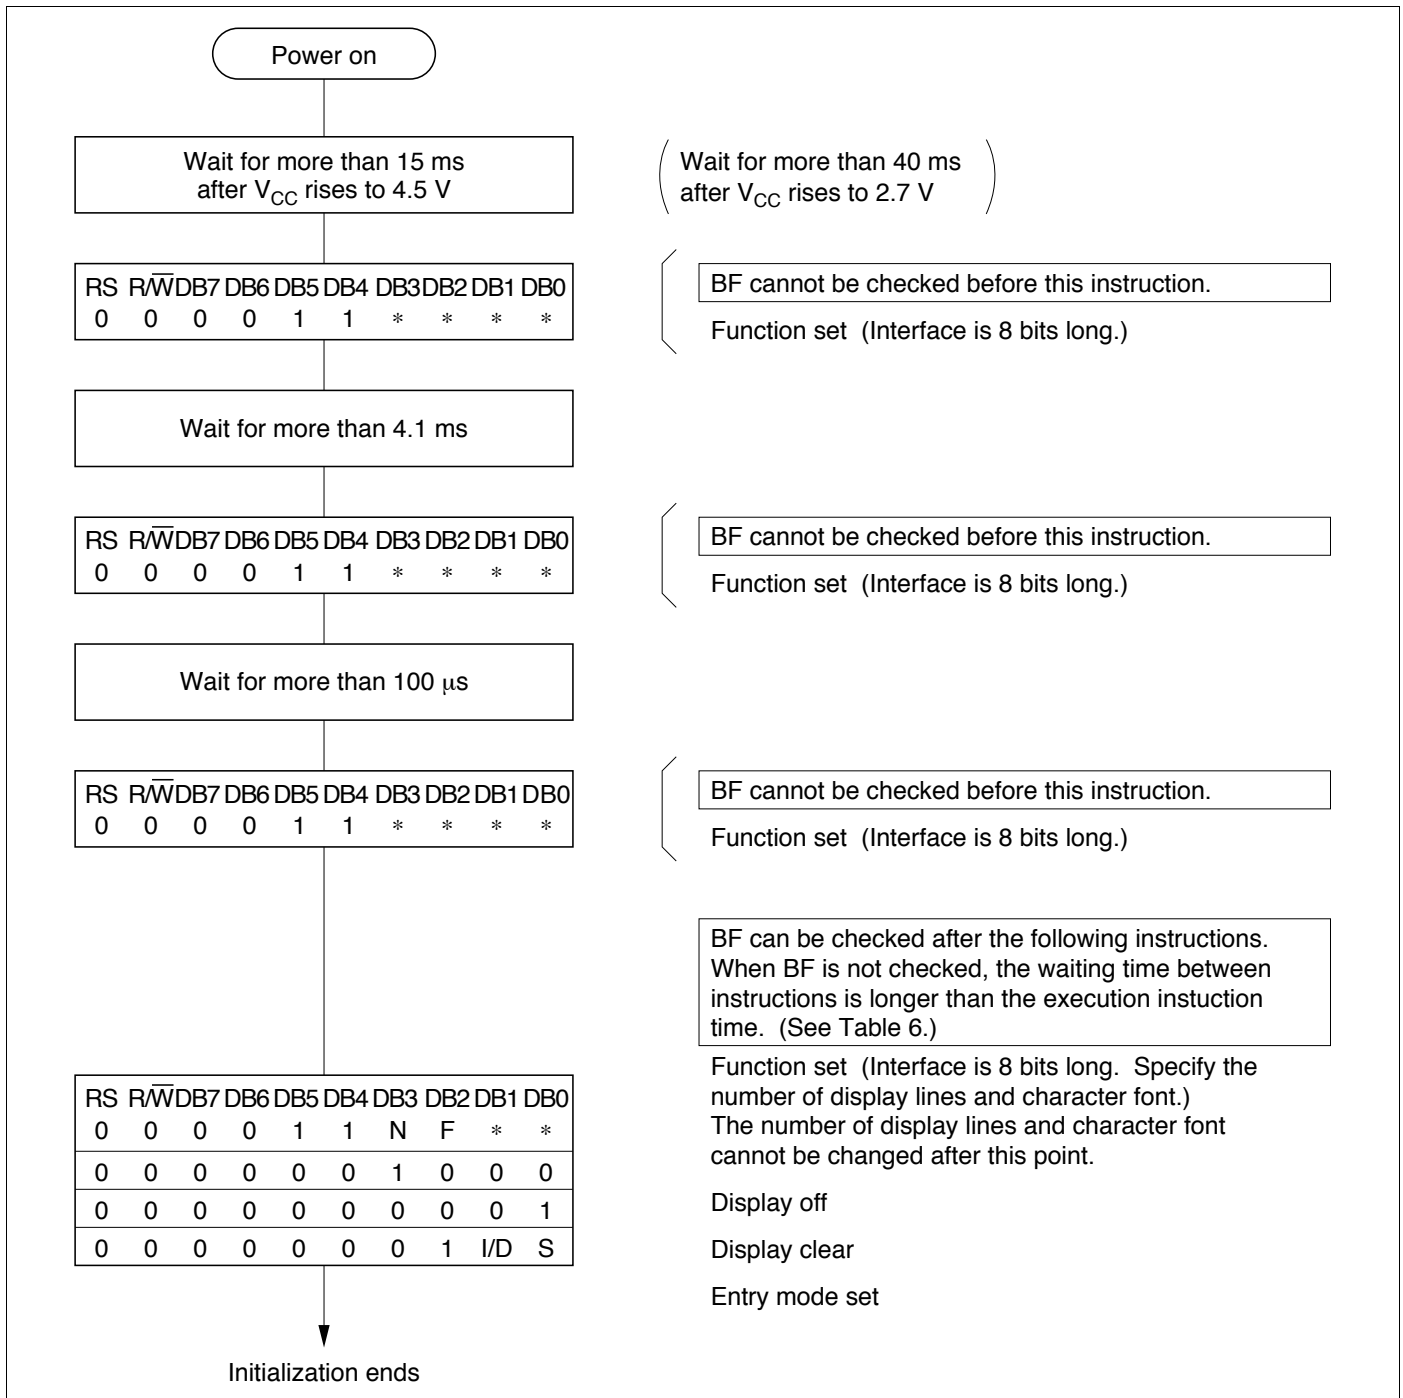 Power on
Wait for more than 15 ms
after VCC rises to 4.5 V
Wait for more than 40 ms
after VCC rises to 2.7 V
RS R/W̅ DB7 DB6 DB5 DB4 DB3 DB2 DB1 DB0
0 0 0 0 1 1 * * * *
BF cannot be checked before this instruction.
Function set (Interface is 8 bits long.)
Wait for more than 4.1 ms
RS R/W̅ DB7 DB6 DB5 DB4 DB3 DB2 DB1 DB0
0 0 0 0 1 1 * * * *
BF cannot be checked before this instruction.
Function set (Interface is 8 bits long.)
Wait for more than 100 μs
RS R/W̅ DB7 DB6 DB5 DB4 DB3 DB2 DB1 DB0
0 0 0 0 1 1 * * * *
BF cannot be checked before this instruction.
Function set (Interface is 8 bits long.)
BF can be checked after the following instructions.
When BF is not checked, the waiting time between
instructions is longer than the execution instuction
time. (See Table 6.)
RS R/W̅ DB7 DB6 DB5 DB4 DB3 DB2 DB1 DB0
0 0 0 0 1 1 N F * *
0 0 0 0 0 0 1 0 0 0
0 0 0 0 0 0 0 0 0 1
0 0 0 0 0 0 0 1 I/D S
Function set (Interface is 8 bits long. Specify the
number of display lines and character font.)
The number of display lines and character font
cannot be changed after this point.
Display off
Display clear
Entry mode set
Initialization ends